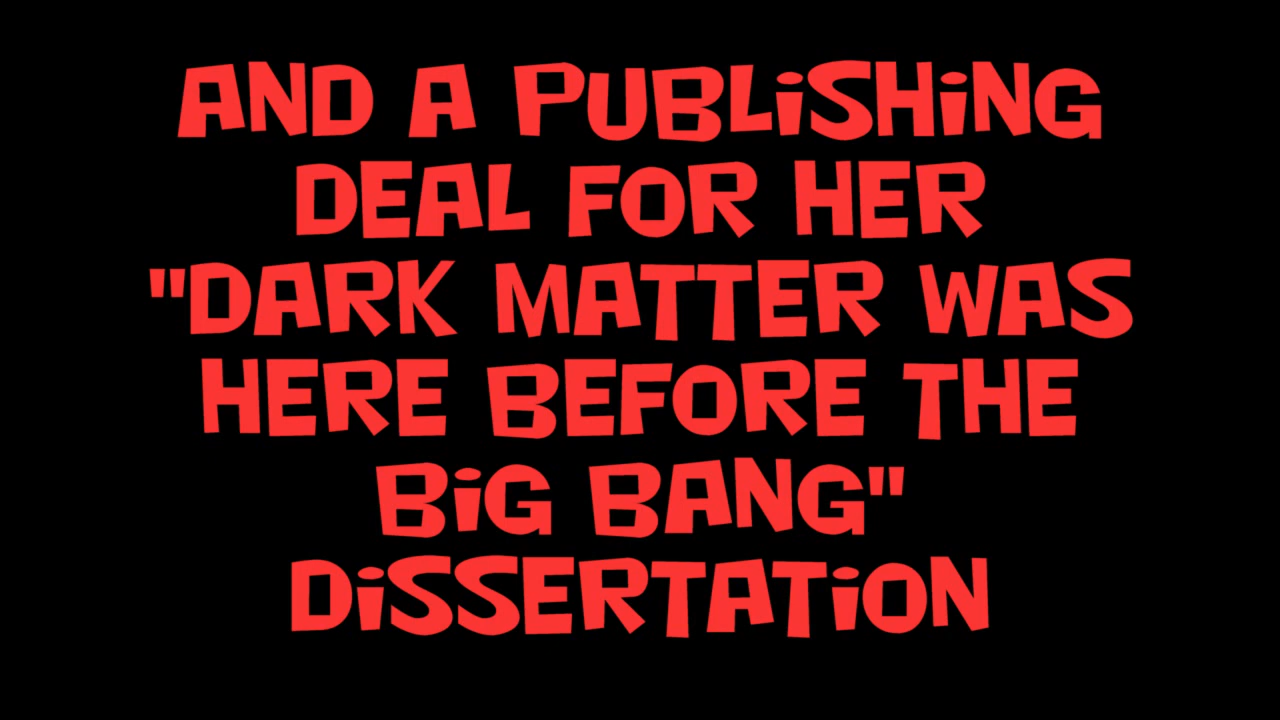 AND A PUBLiSHiNG
DEAL FOR HER
"DARK MATTER WAS
HERE BEFORE THE
BiG BANG"
DiSSERTATiON